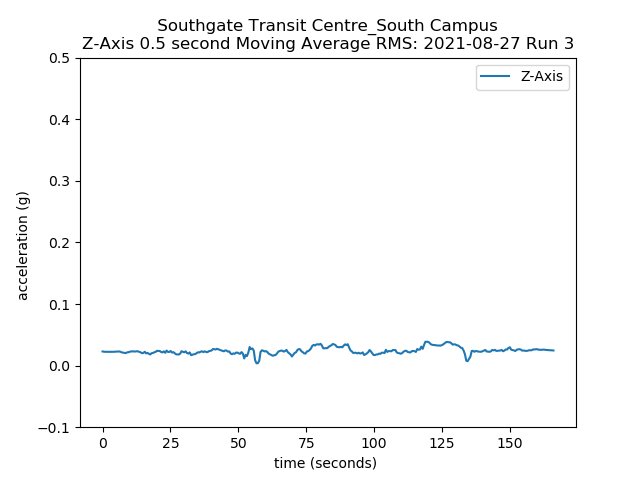 Southgate Transit Centre_South Campus
Z-Axis 0.5 second Moving Average RMS: 2021-08-27 Run 3
Z-Axis
0.5
0.4
0.3
0.2
0.1
0.0
−0.1
acceleration (g)
0 25 50 75 100 125 150
time (seconds)